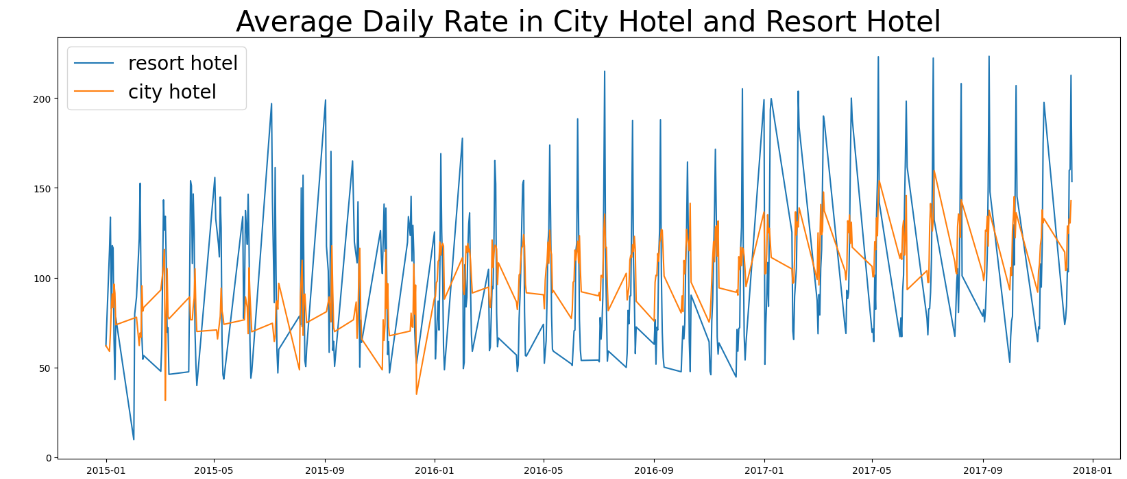 Average Daily Rate in City Hotel and Resort Hotel
resort hotel
city hotel
200
150
100
50
0
2015-01 2015-05 2015-09 2016-01 2016-05 2016-09 2017-01 2017-05 2017-09 2018-01